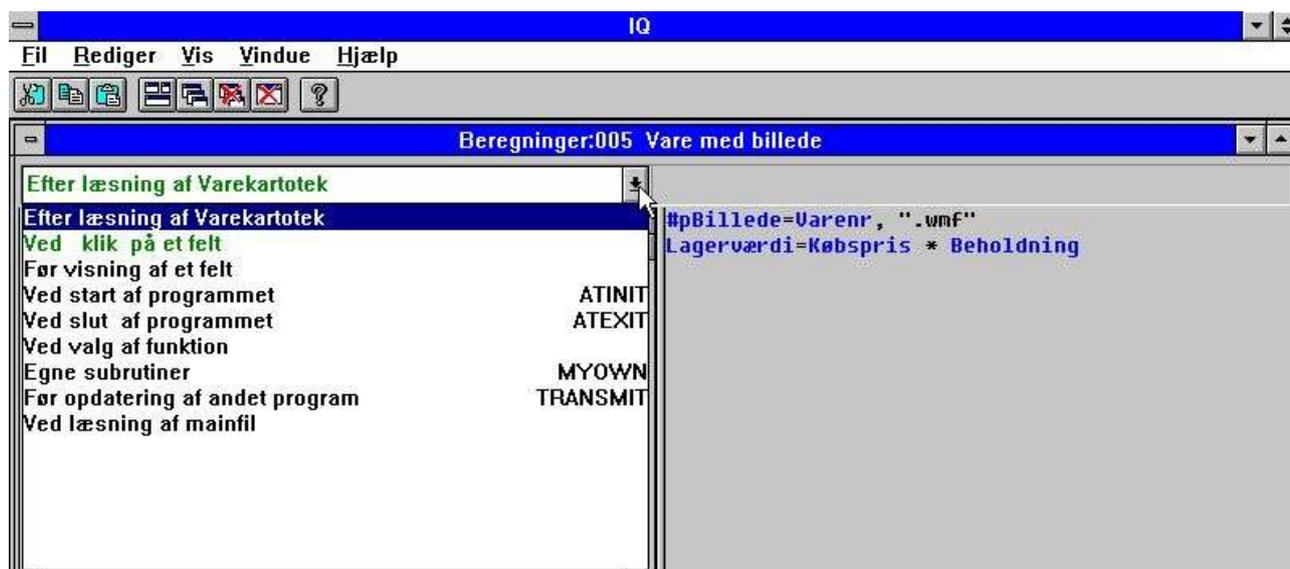 IQ
Fil Rediger Vis Vindue Hjælp
?
Beregninger:005 Vare med billede
Efter læsning af Varekartotek
Efter læsning af Varekartotek
Ved klik på et felt
Før visning af et felt
Ved start af programmet ATINIT
Ved slut af programmet ATEXIT
Ved valg af funktion
Egne subrutiner MYOWN
Før opdatering af andet program TRANSMIT
Ved læsning af mainfil
#pBillede=Varenr, ".wmf"
Lagerværdi=Købspris * Beholdning